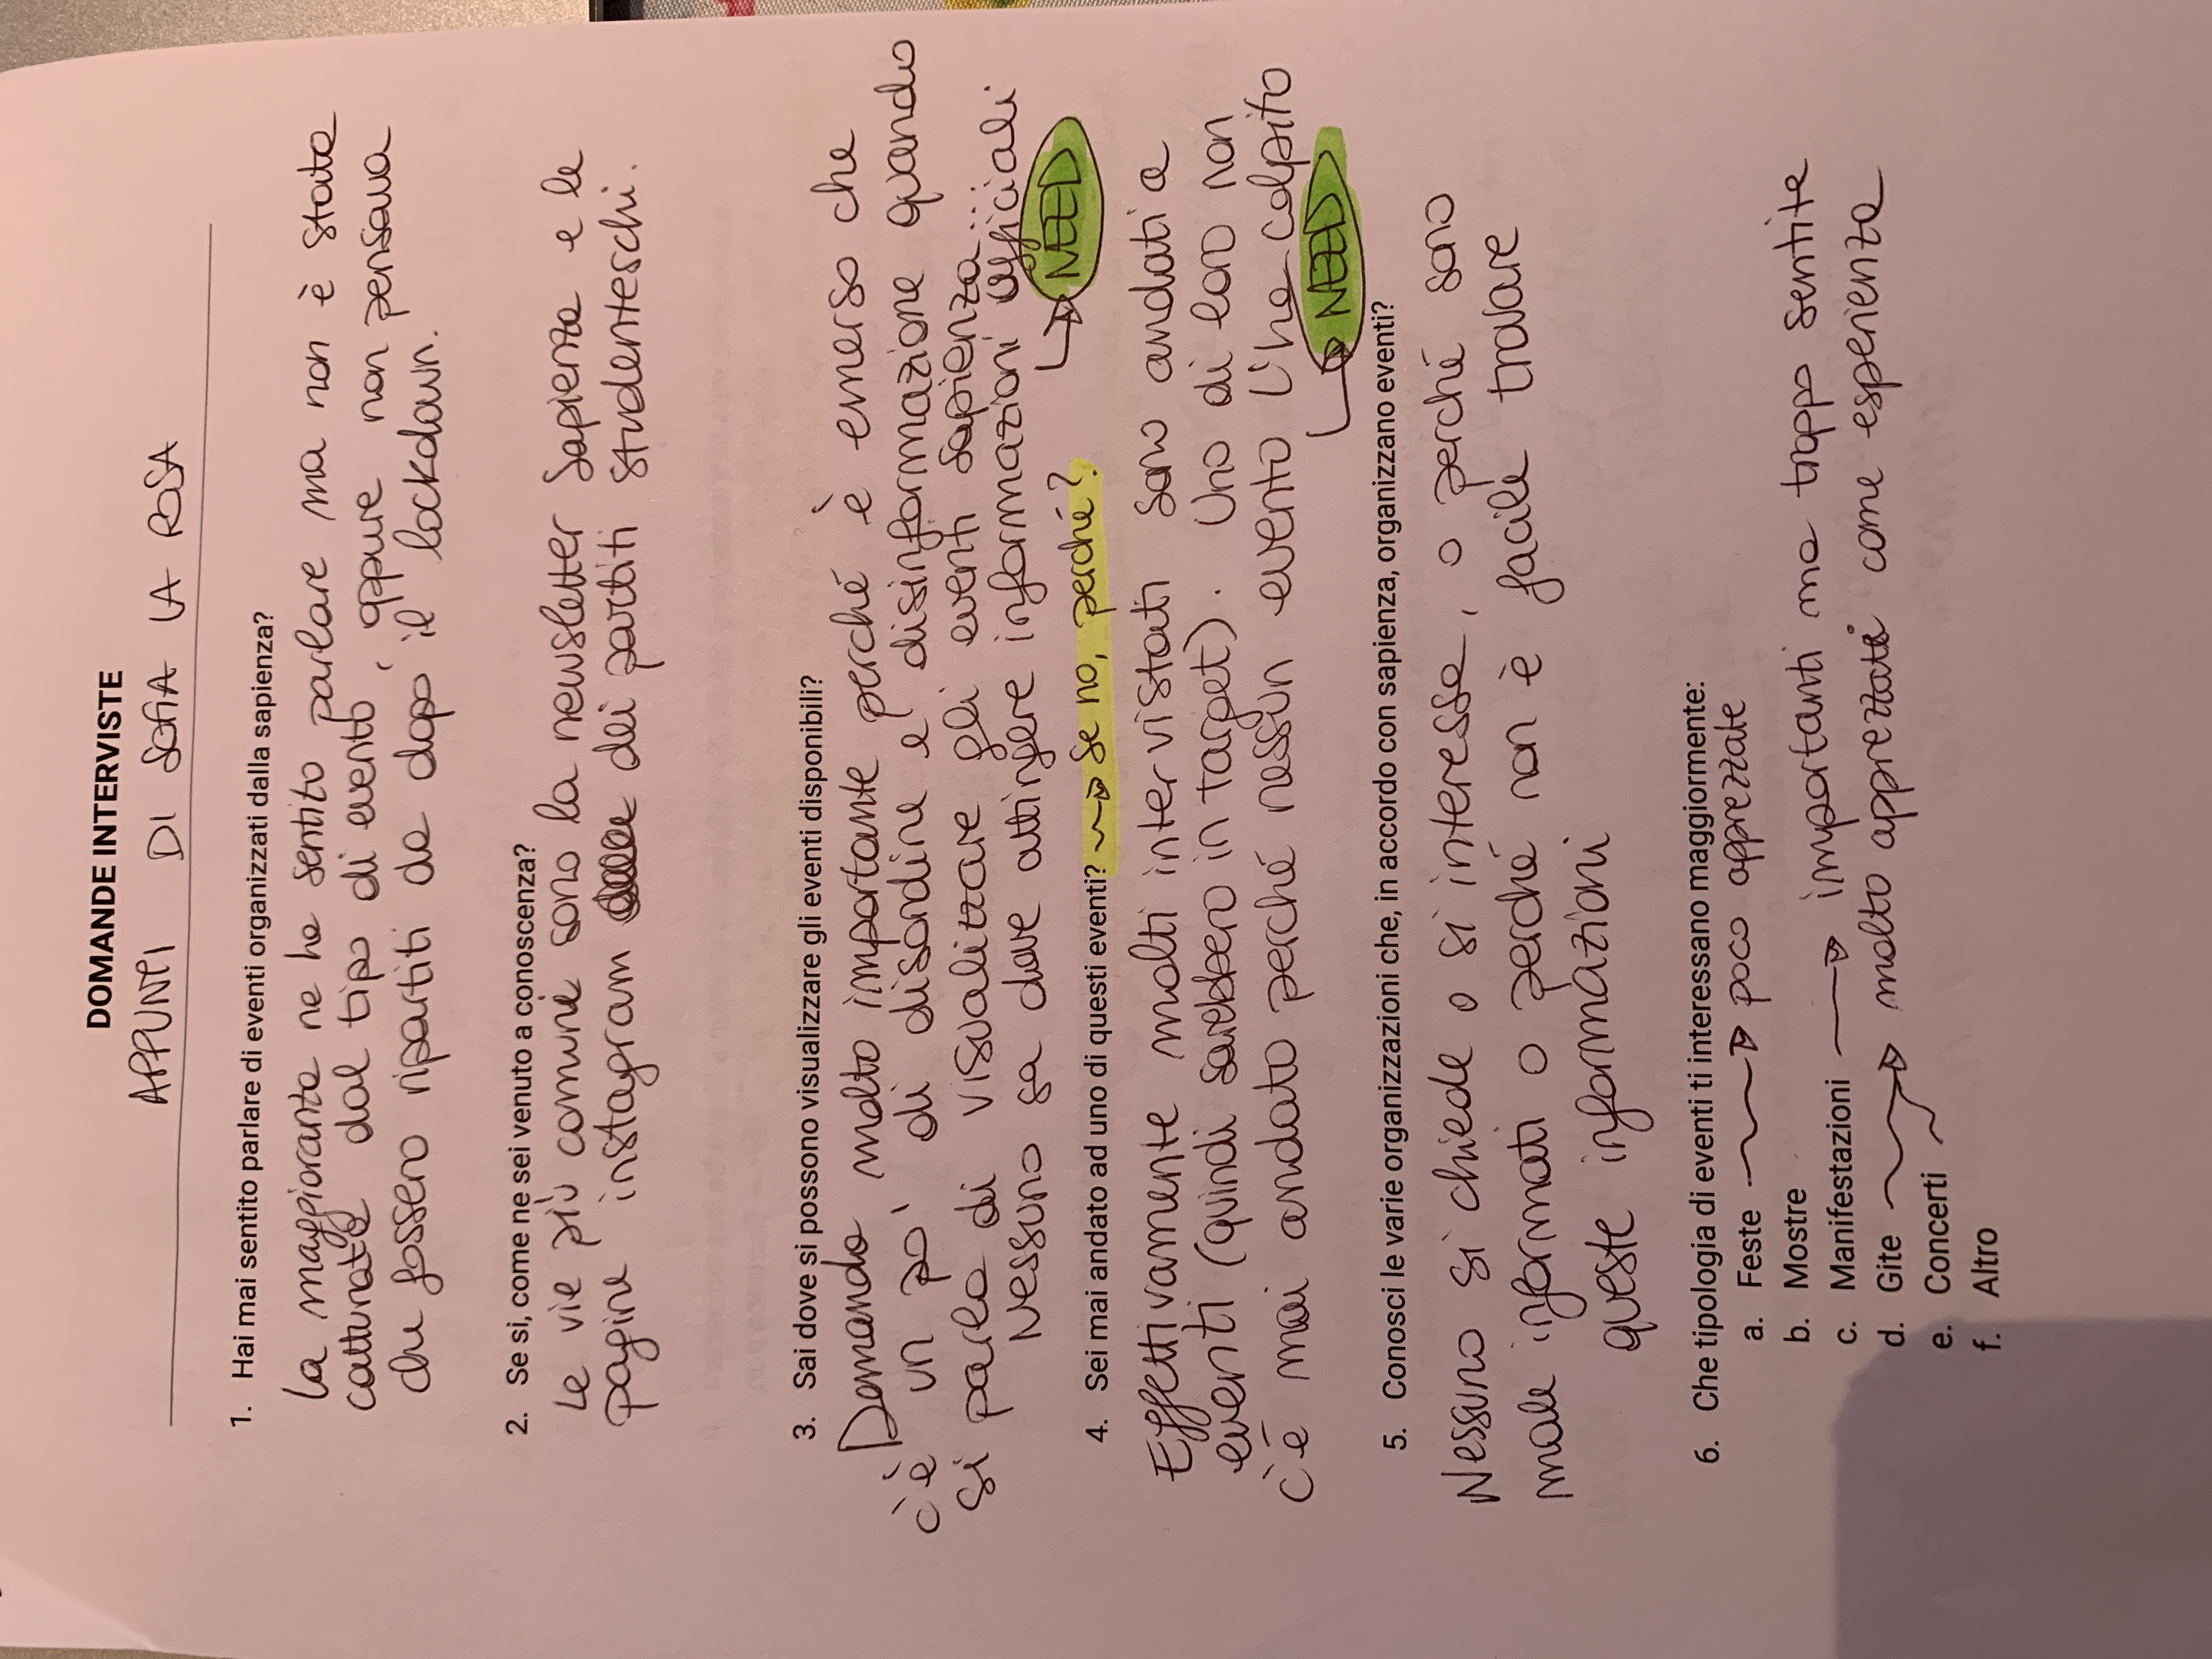 DOMANDE INTERVISTE
APPUNTI DI SOFIA LA ROSA
1. Hai mai sentito parlare di eventi organizzati dalla sapienza?
la maggioranza ne ha sentito parlare ma non è stata
catturata dal tipo di evento, oppure non pensava
che fossero ripartiti da dopo il lockdown.
2. Se si, come ne sei venuto a conoscenza?
Le vie più comuni sono la newsletter Sapienza e le
pagine instagram dei partiti studenteschi.
3. Sai dove si possono visualizzare gli eventi disponibili?
Domanda molto importante perché è emerso che
c'è un po' di disordine e disinformazione quando
si parla di visualizzare gli eventi sapienza...
Nessuno sa dove attingere informazioni ufficiali
NEED
4. Sei mai andato ad uno di questi eventi? Se no, perché?
Effettivamente molti intervistati sono andati a
eventi (quindi sarebbero in target). Uno di loro non
c'è mai andato perché nessun evento l'ha colpito
NEED
5. Conosci le varie organizzazioni che, in accordo con sapienza, organizzano eventi?
Nessuno si chiede o si interessa, o perché sono
male informati o perché non è facile trovare
queste informazioni
6. Che tipologia di eventi ti interessano maggiormente:
a. Feste poco apprezzate
b. Mostre
c. Manifestazioni importanti ma troppo sentite
d. Gite molto apprezzati come esperienza
e. Concerti
f. Altro